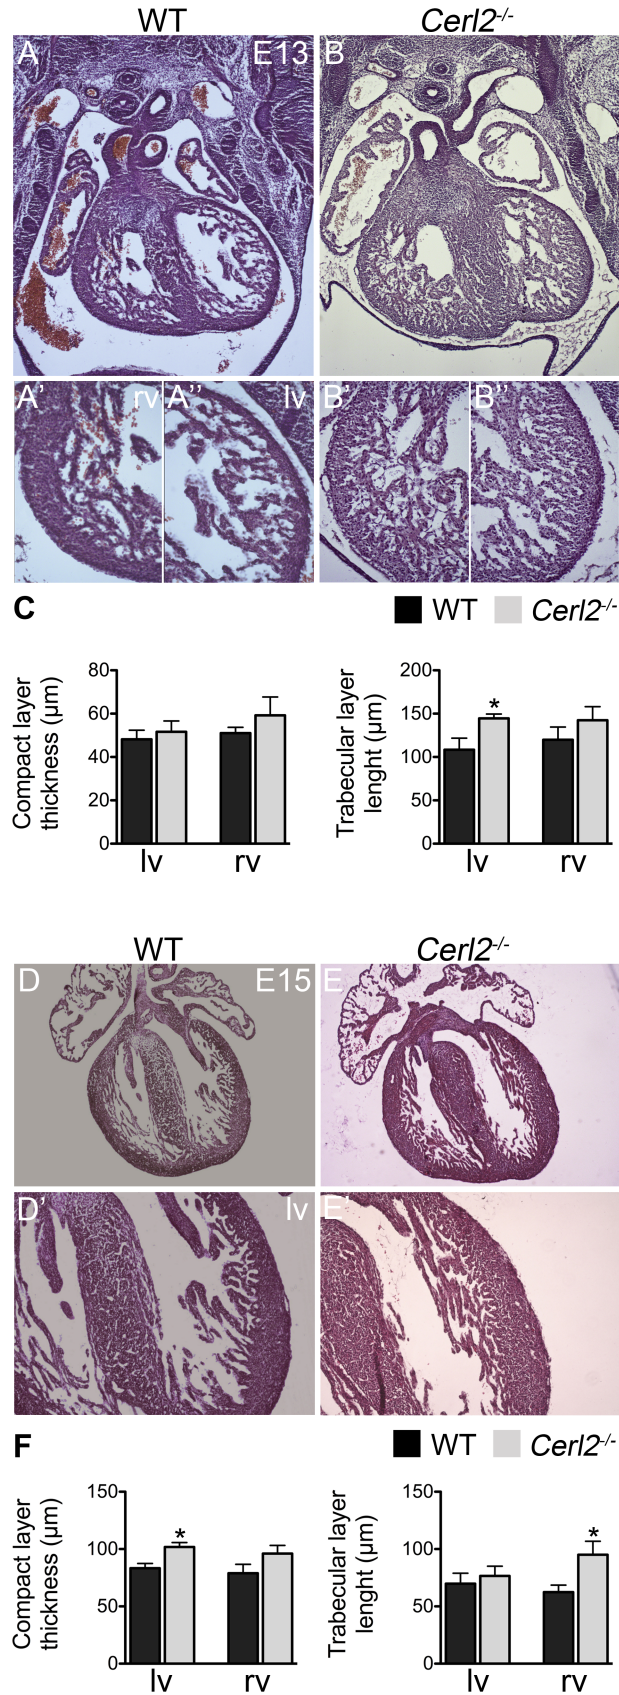 WT Cerl2-/-
A E13 B
A' rv A'' lv B' B''
C WT Cerl2-/-
Compact layer
thickness (μm)
80
60
40
20
0
lv rv
Trabecular layer
lenght (μm)
200
150
100
50
0
*
lv rv
WT Cerl2-/-
D E15 E
D' lv E'
F WT Cerl2-/-
Compact layer
thickness (μm)
150
100
50
0
*
lv rv
Trabecular layer
lenght (μm)
150
100
50
0
*
lv rv